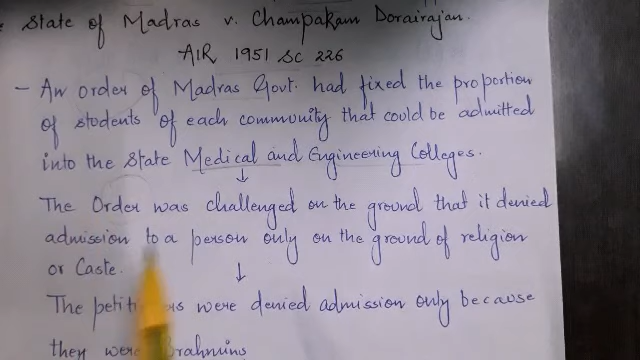 State of Madras v. Champakam Dorairajan.
AIR 1951 SC 226
- An order of Madras Govt. had fixed the proportion
of students of each community that could be admitted
into the State Medical and Engineering Colleges.
↓
The Order was challenged on the ground that it denied
admission to a person only on the ground of religion
or Caste.
↓
The were denied admission only because
they were